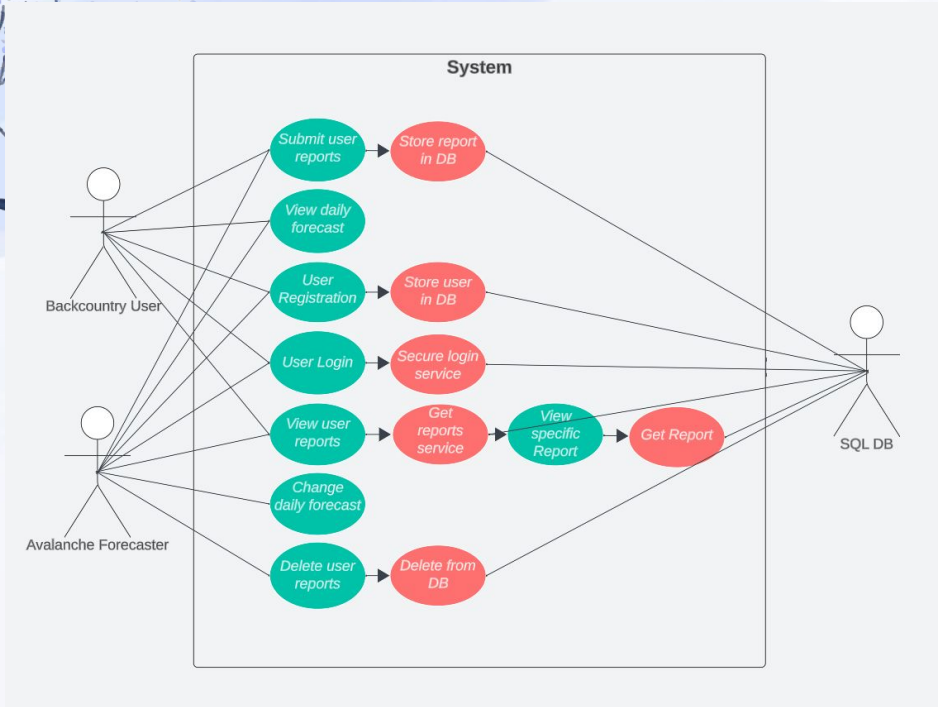 System
Submit user
reports
Store report
in DB
View daily
forecast
Backcountry User
User
Registration
Store user
in DB
User Login
Secure login
service
View user
reports
Get
reports
service
View
specific
Report
Get Report
SQL DB
Change
daily forecast
Avalanche Forecaster
Delete user
reports
Delete from
DB